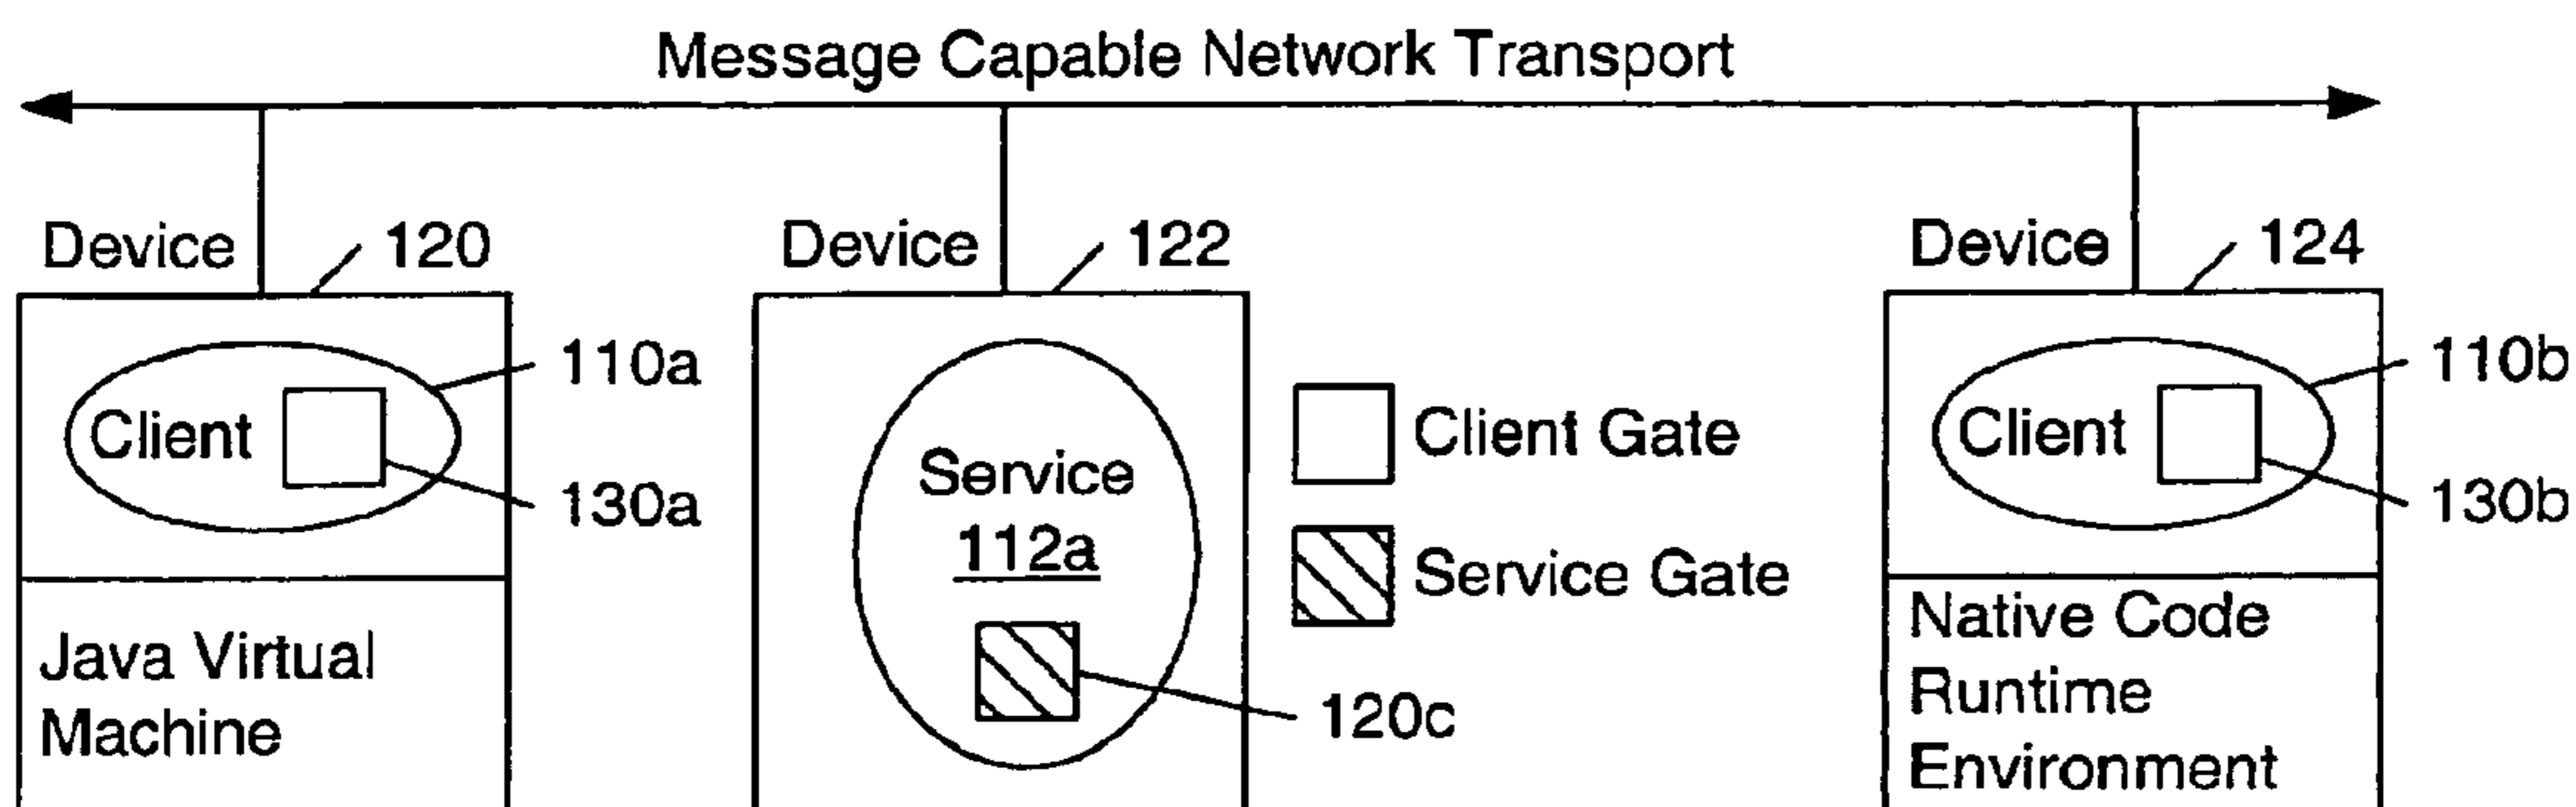 Message Capable Network Transport
Device
120
Device
122
Device
124
Client
110a
130a
Service
112a
Client Gate
Service Gate
120c
Client
110b
130b
Java Virtual
Machine
Native Code
Runtime
Environment